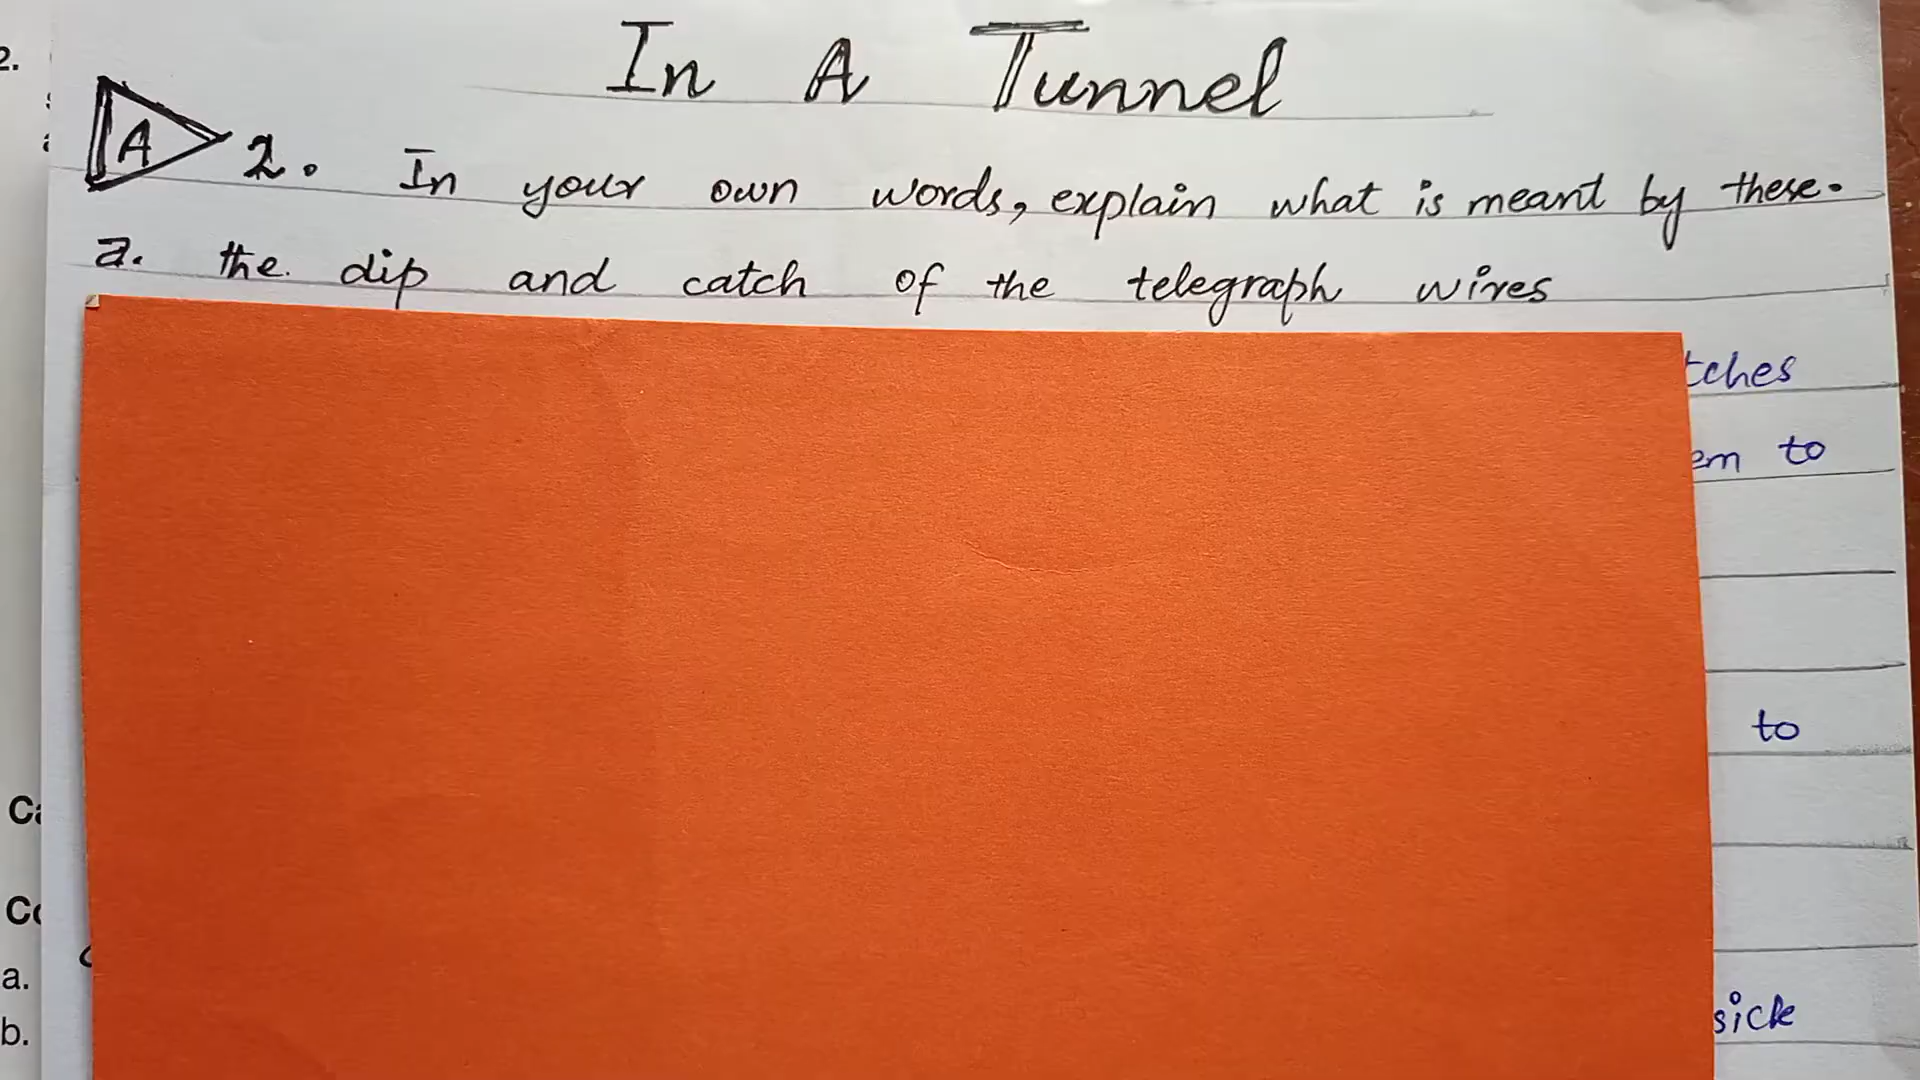 In A Tunnel
2.
A 2. In your own words, explain what is meant by these.
a. the dip and catch of the telegraph wires
tches
em to
to
Ca
Co
a.
sick
b.